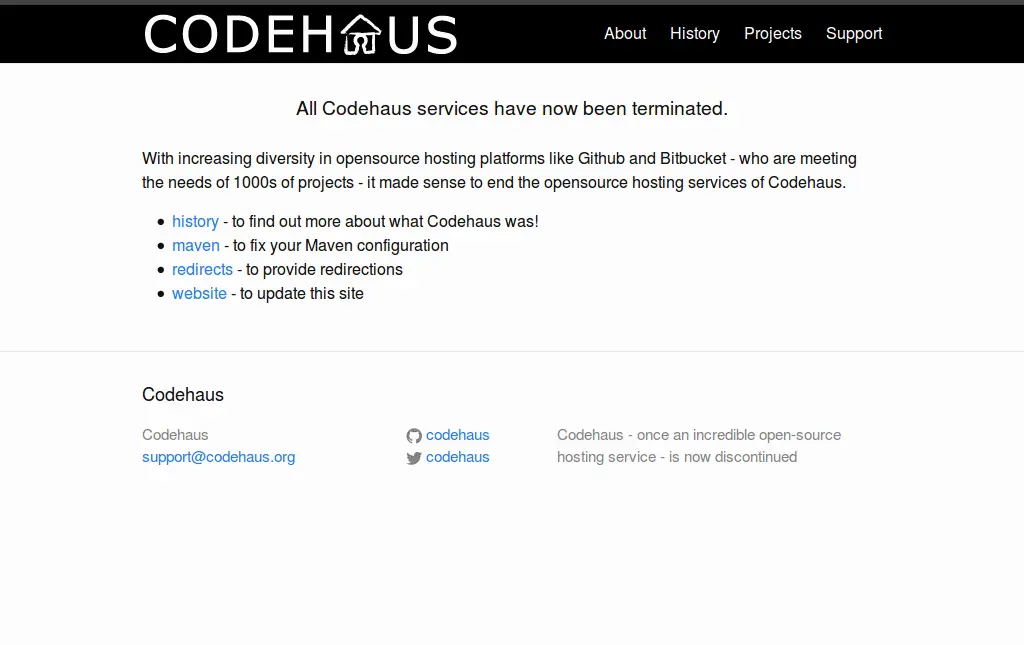 CODEHAUS
About History Projects Support
All Codehaus services have now been terminated.
With increasing diversity in opensource hosting platforms like Github and Bitbucket - who are meeting
the needs of 1000s of projects - it made sense to end the opensource hosting services of Codehaus.
history - to find out more about what Codehaus was!
maven - to fix your Maven configuration
redirects - to provide redirections
website - to update this site
Codehaus
Codehaus
support@codehaus.org
codehaus
codehaus
Codehaus - once an incredible open-source
hosting service - is now discontinued